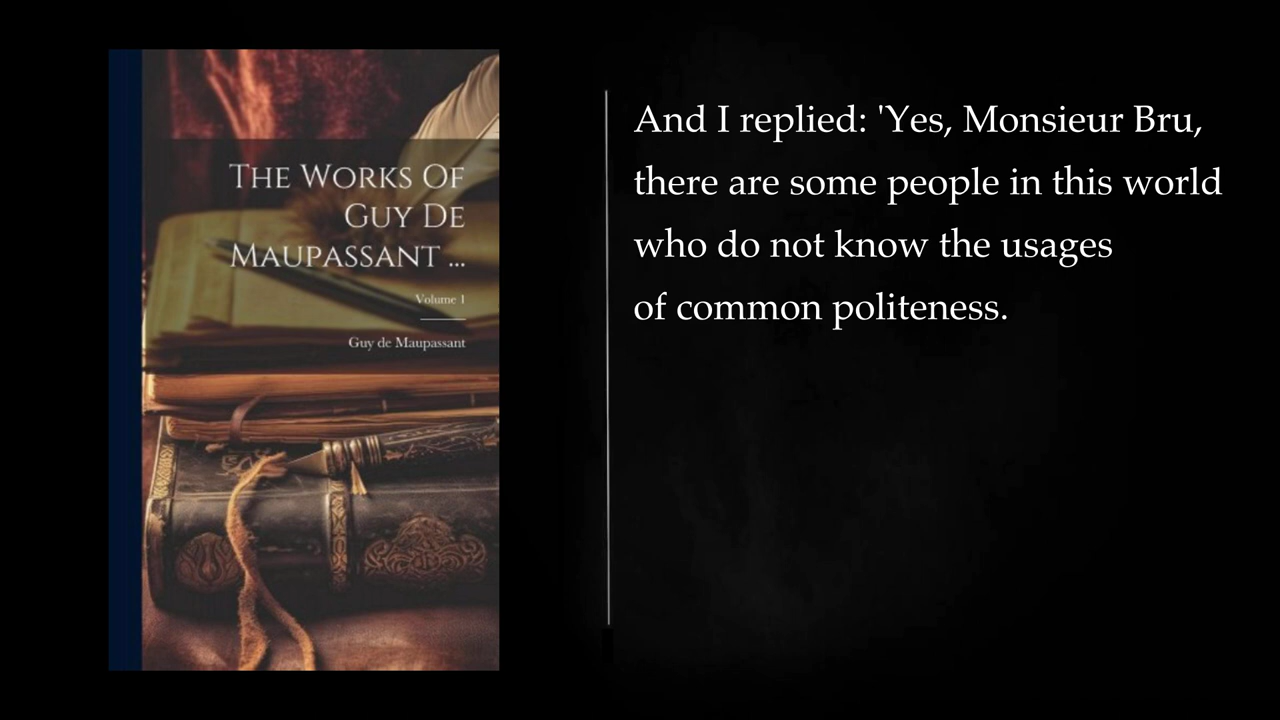 The Works Of
Guy De
Maupassant ...
Volume 1
Guy de Maupassant
And I replied: 'Yes, Monsieur Bru,
there are some people in this world
who do not know the usages
of common politeness.